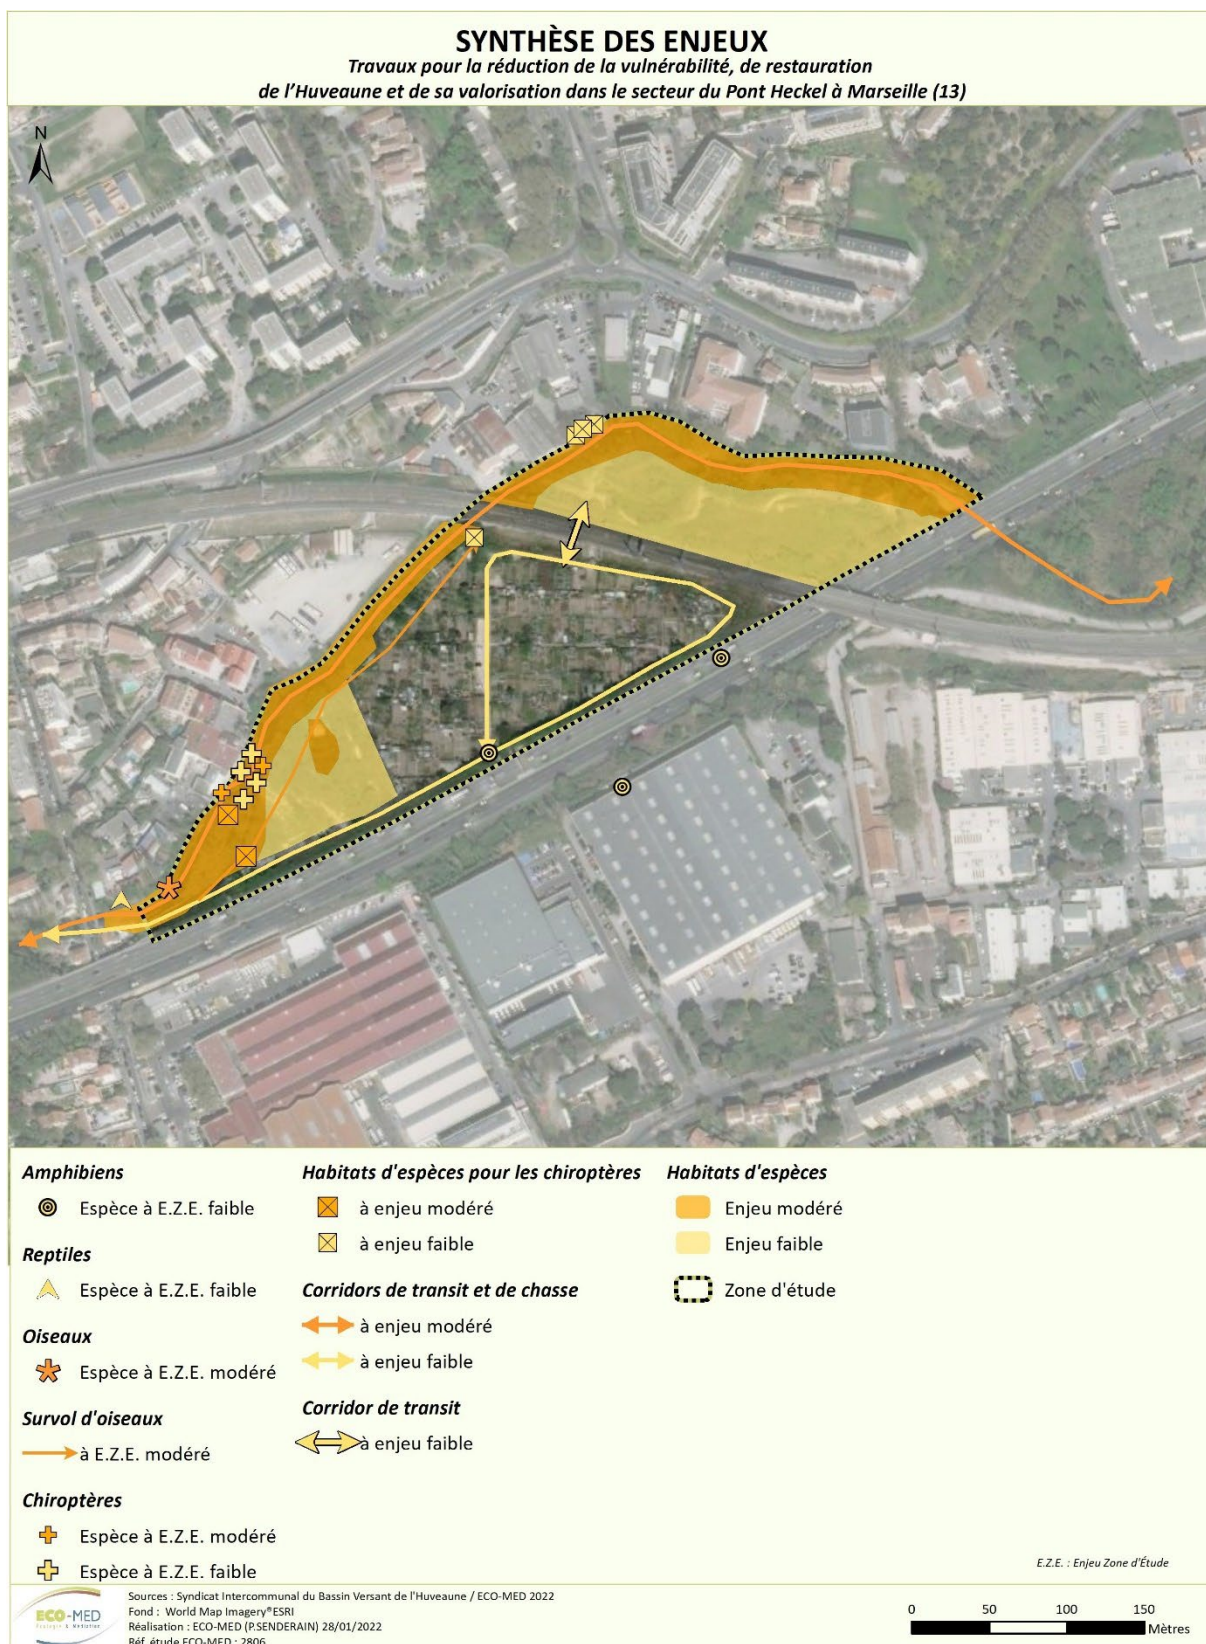 SYNTHÈSE DES ENJEUX
Travaux pour la réduction de la vulnérabilité, de restauration
de l'Huveaune et de sa valorisation dans le secteur du Pont Heckel à Marseille (13)
N
Amphibiens
Espèce à E.Z.E. faible
Reptiles
Espèce à E.Z.E. faible
Oiseaux
Espèce à E.Z.E. modéré
Survol d'oiseaux
à E.Z.E. modéré
Chiroptères
Espèce à E.Z.E. modéré
Espèce à E.Z.E. faible
Habitats d'espèces pour les chiroptères
à enjeu modéré
à enjeu faible
Corridors de transit et de chasse
à enjeu modéré
à enjeu faible
Corridor de transit
à enjeu faible
Habitats d'espèces
Enjeu modéré
Enjeu faible
Zone d'étude
E.Z.E. : Enjeu Zone d'Étude
ECO-MED
Ecologie & Médiation
Sources : Syndicat Intercommunal du Bassin Versant de l'Huveaune / ECO-MED 2022
Fond : World Map Imagery®ESRI
Réalisation : ECO-MED (P.SENDERAIN) 28/01/2022
Réf. étude ECO-MED : 2806
0 50 100 150
Mètres